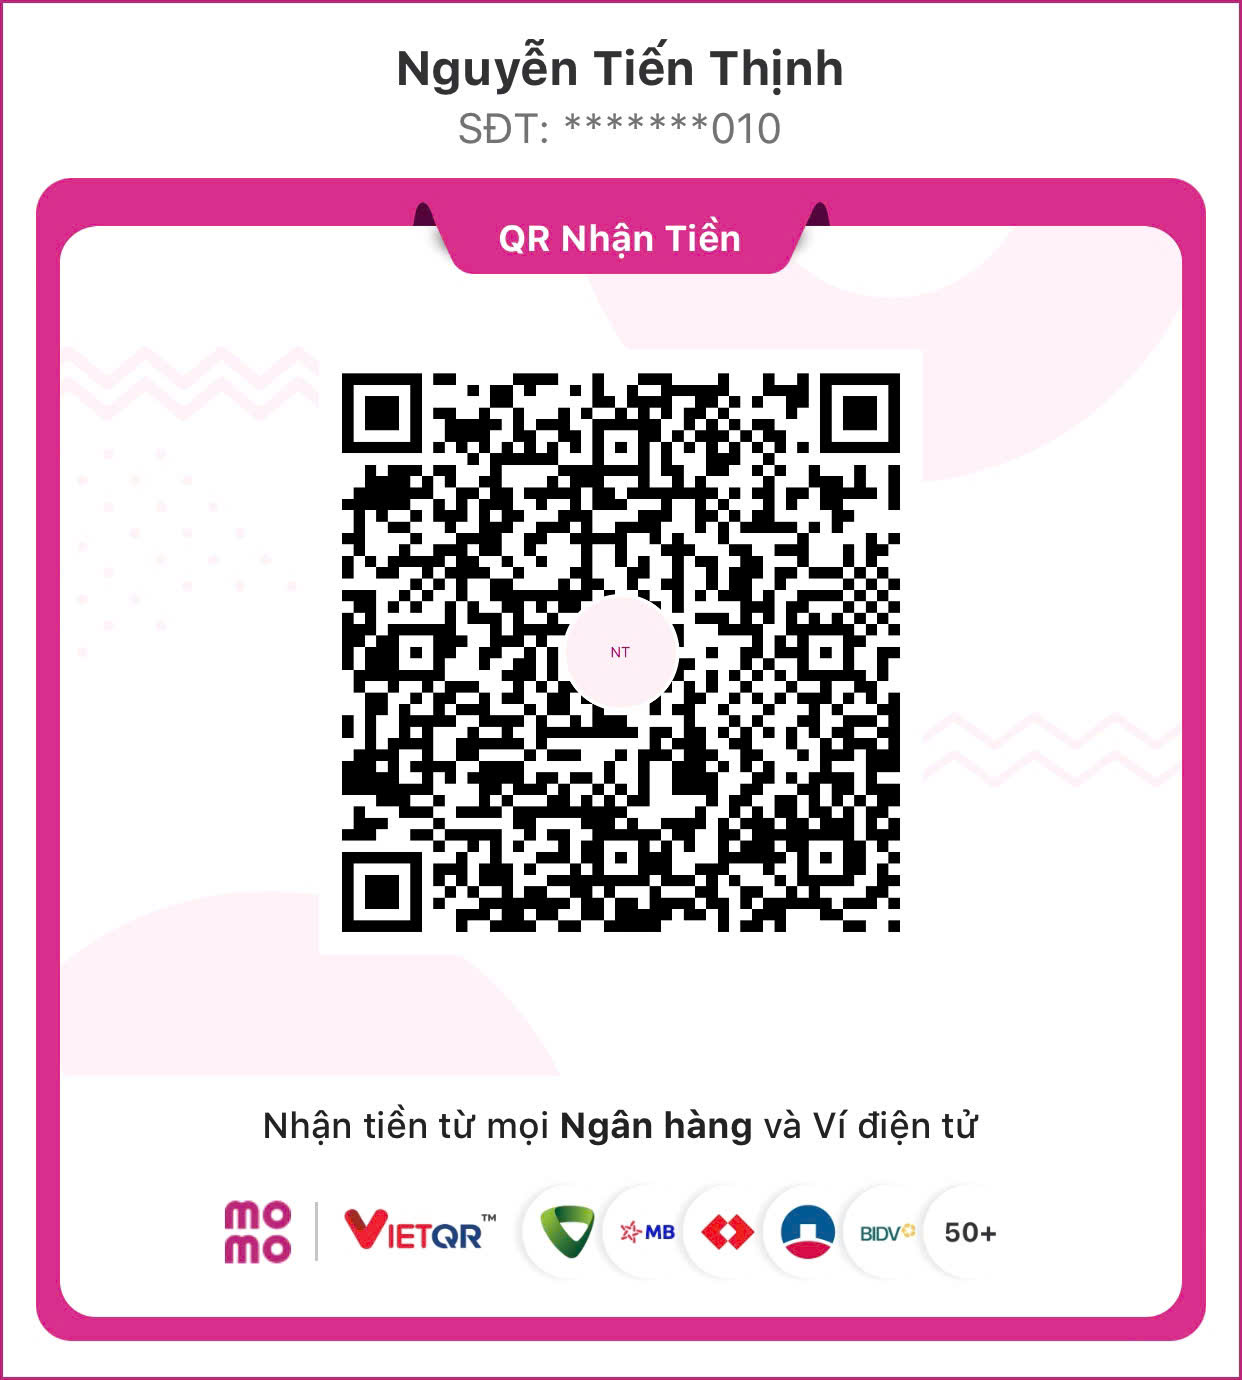 Nguyễn Tiến Thịnh
SĐT: *******010
QR Nhận Tiền
NT
Nhận tiền từ mọi Ngân hàng và Ví điện tử
mo
mo
VIETQR™
MB
BIDV
50+